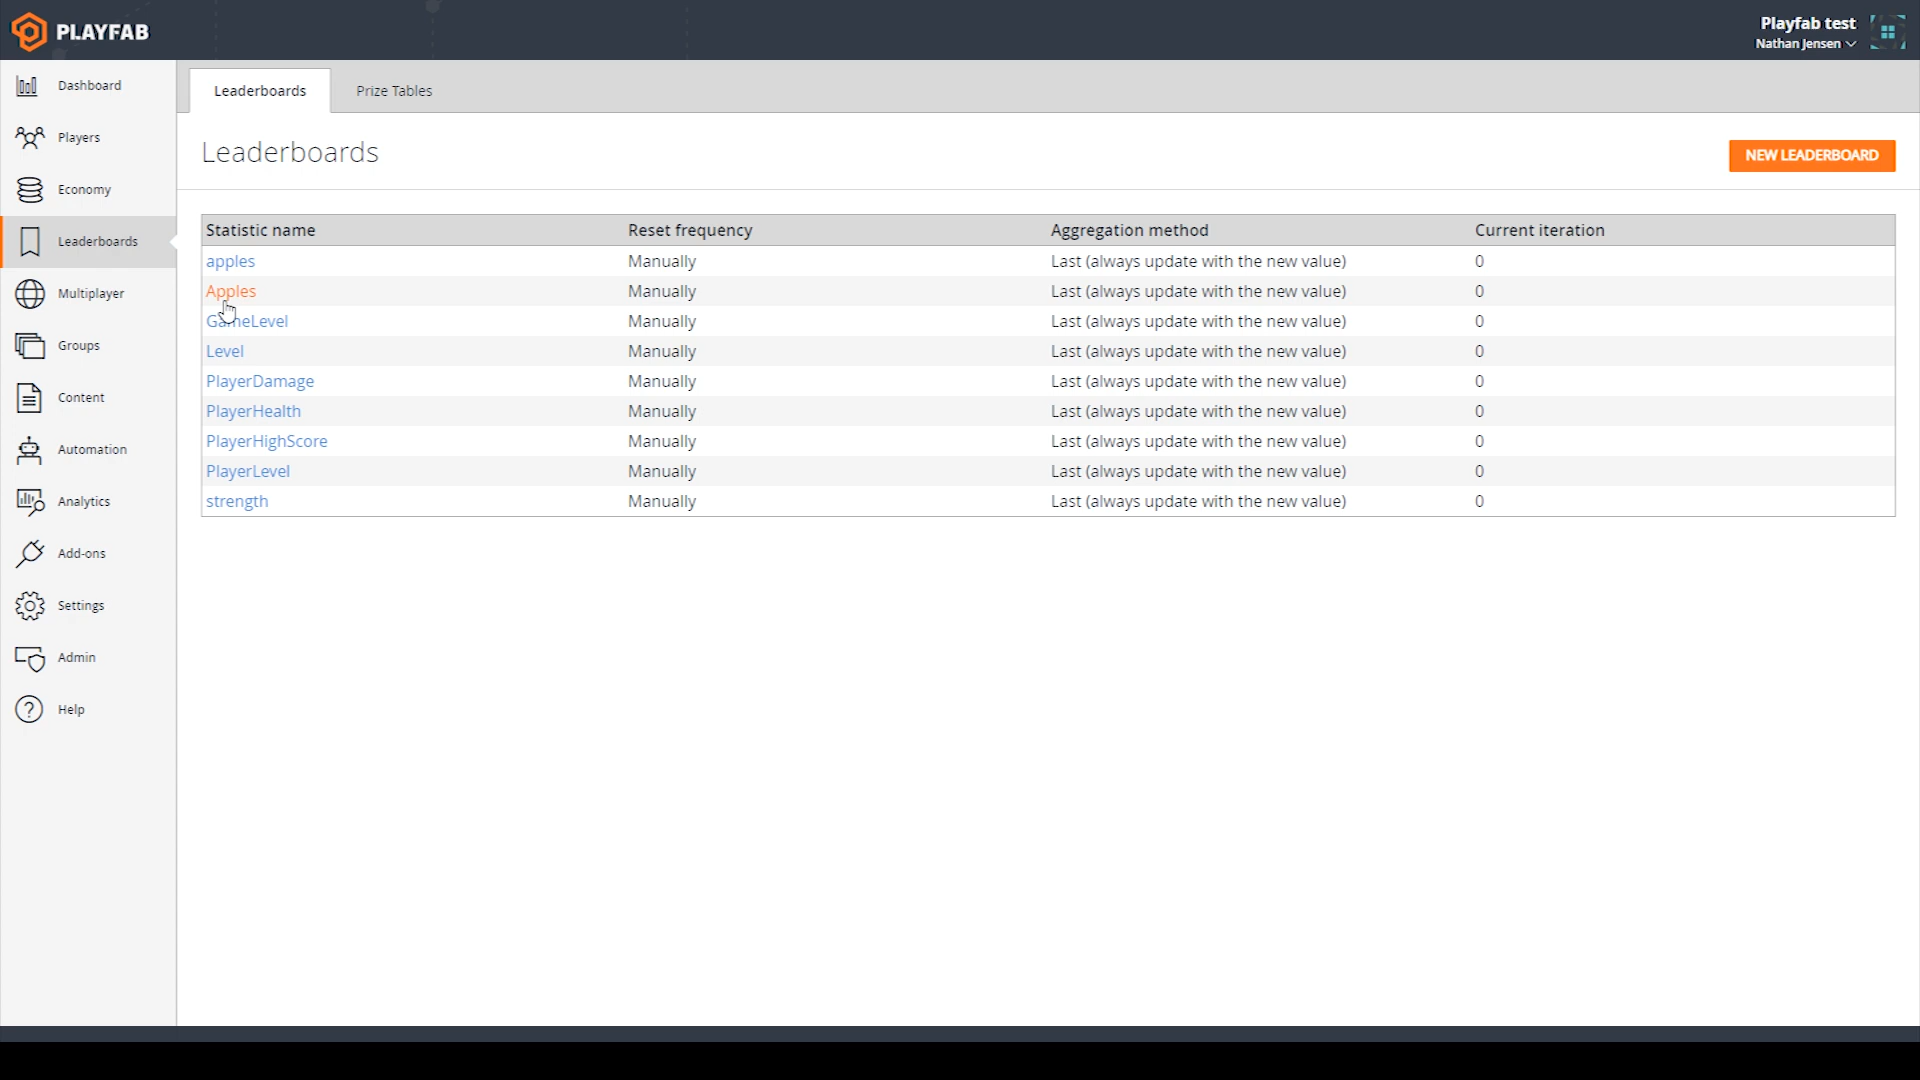 PLAYFAB
Playfab test
Nathan Jensen
Dashboard
Players
Economy
Leaderboards
Multiplayer
Groups
Content
Automation
Analytics
Add-ons
Settings
Admin
Help
Leaderboards Prize Tables
Leaderboards
NEW LEADERBOARD
Statistic name Reset frequency Aggregation method Current iteration
apples Manually Last (always update with the new value) 0
Apples Manually Last (always update with the new value) 0
GameLevel Manually Last (always update with the new value) 0
Level Manually Last (always update with the new value) 0
PlayerDamage Manually Last (always update with the new value) 0
PlayerHealth Manually Last (always update with the new value) 0
PlayerHighScore Manually Last (always update with the new value) 0
PlayerLevel Manually Last (always update with the new value) 0
strength Manually Last (always update with the new value) 0